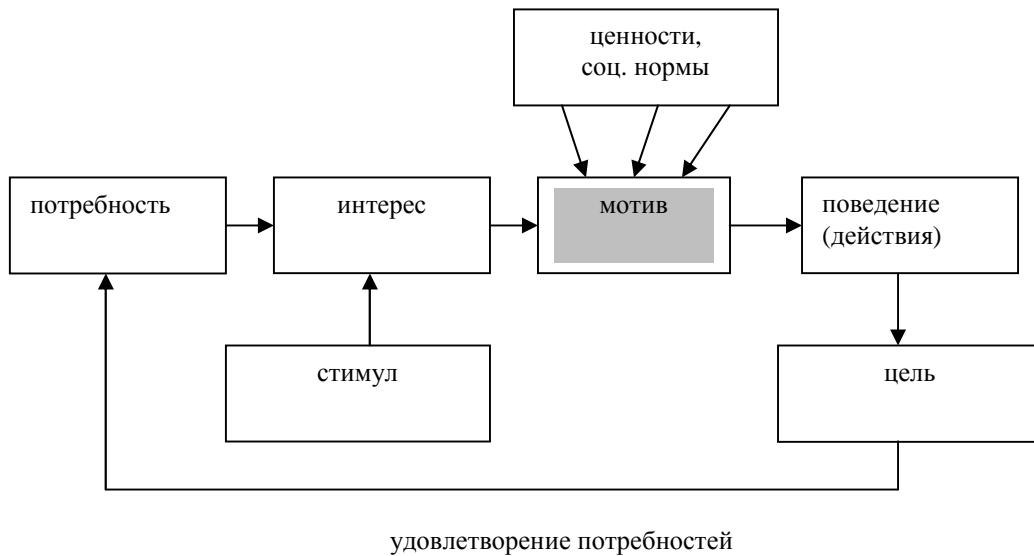 ценности,
соц. нормы
потребность
интерес
мотив
поведение
(действия)
стимул
цель
удовлетворение потребностей